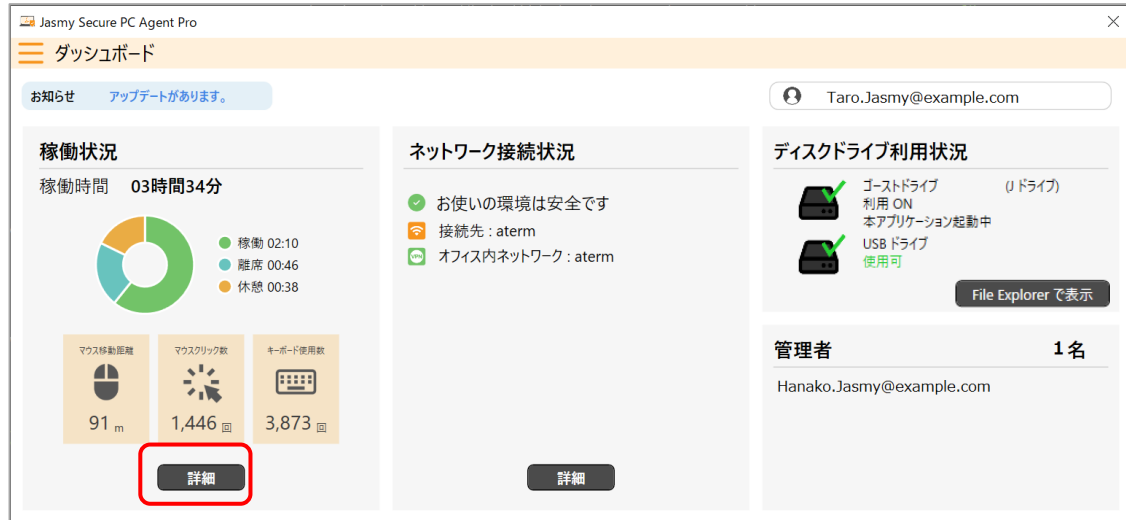 Jasmy Secure PC Agent Pro
ダッシュボード
お知らせ アップデートがあります。
Taro.Jasmy@example.com
稼働状況
稼働時間 03時間34分
稼働 02:10
離席 00:46
休憩 00:38
マウス移動距離
91 m
マウスクリック数
1,446 回
キーボード使用数
3,873 回
詳細
ネットワーク接続状況
お使いの環境は安全です
接続先 : aterm
VPN
オフィス内ネットワーク : aterm
詳細
ディスクドライブ利用状況
ゴーストドライブ (J ドライブ)
利用 ON
本アプリケーション起動中
USB ドライブ
使用可
File Explorer で表示
管理者 1名
Hanako.Jasmy@example.com